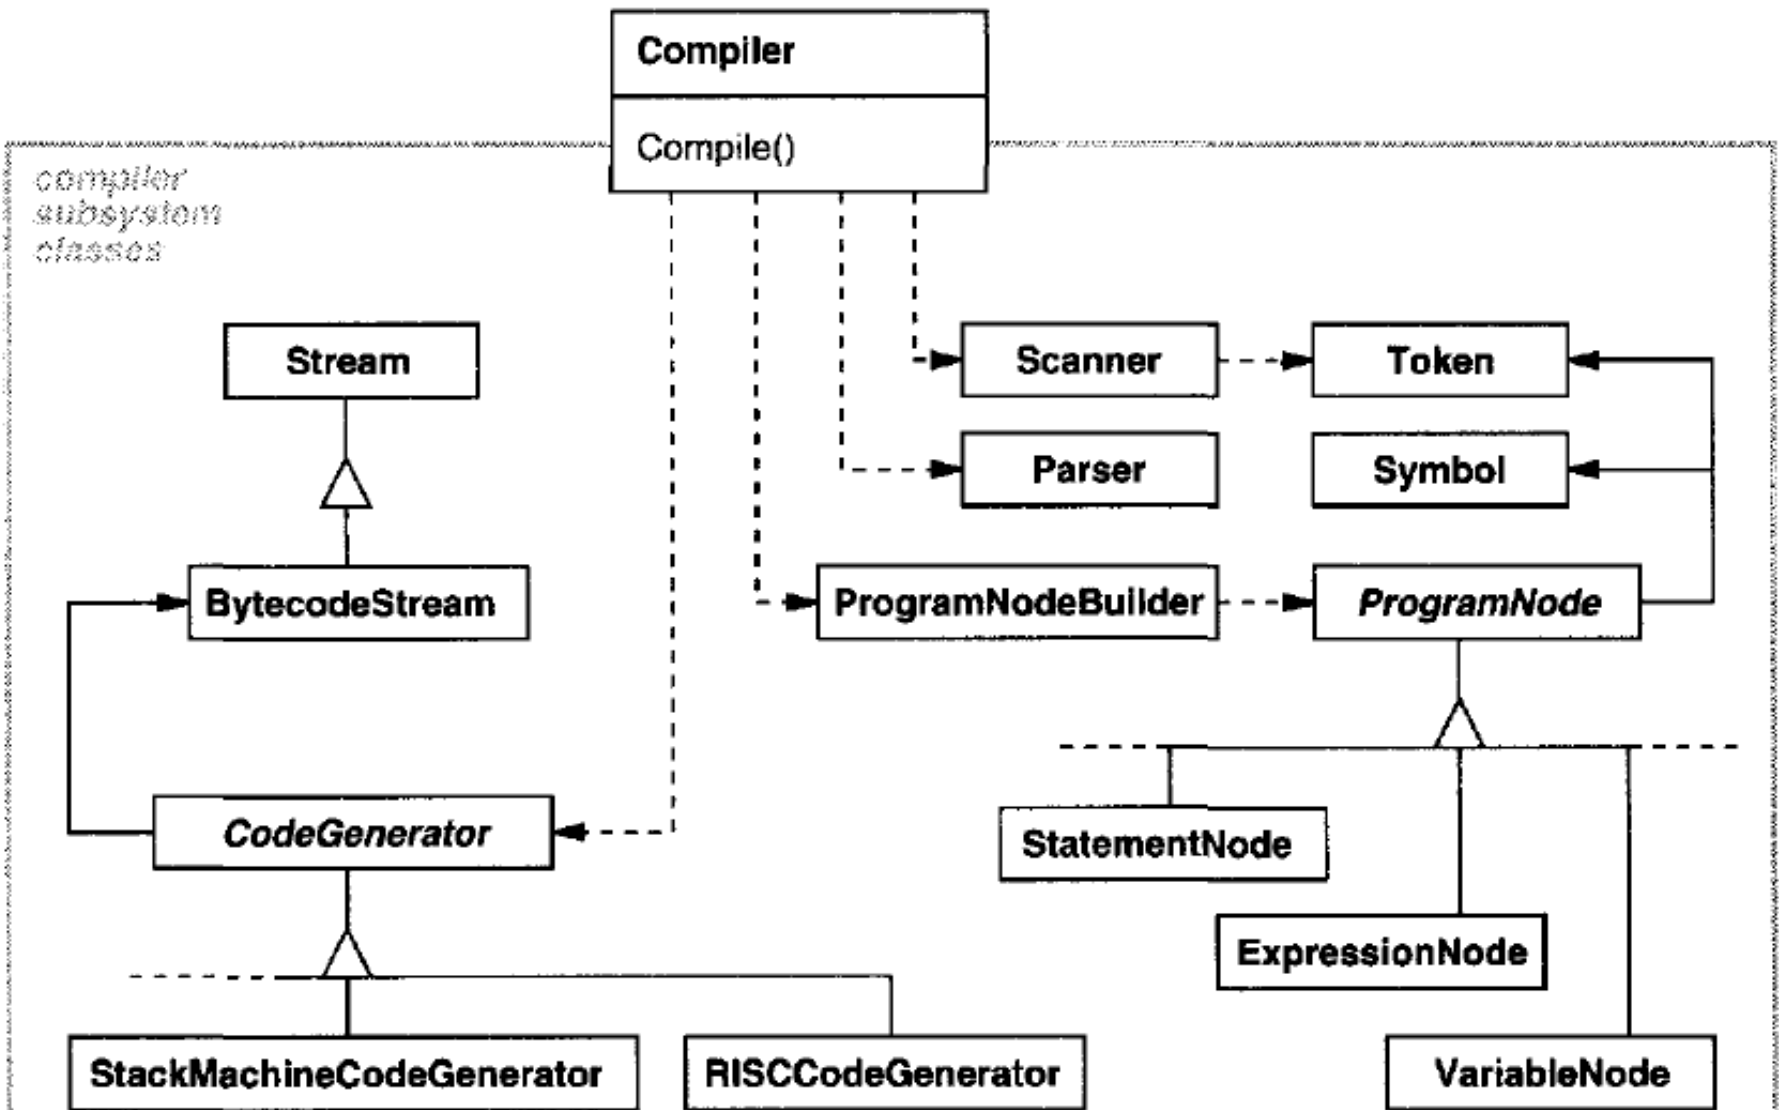 Compiler
Compile()
compiler
subsystem
classes
Stream
Scanner
Token
Parser
Symbol
BytecodeStream
ProgramNodeBuilder
ProgramNode
CodeGenerator
StatementNode
ExpressionNode
StackMachineCodeGenerator
RISCCodeGenerator
VariableNode